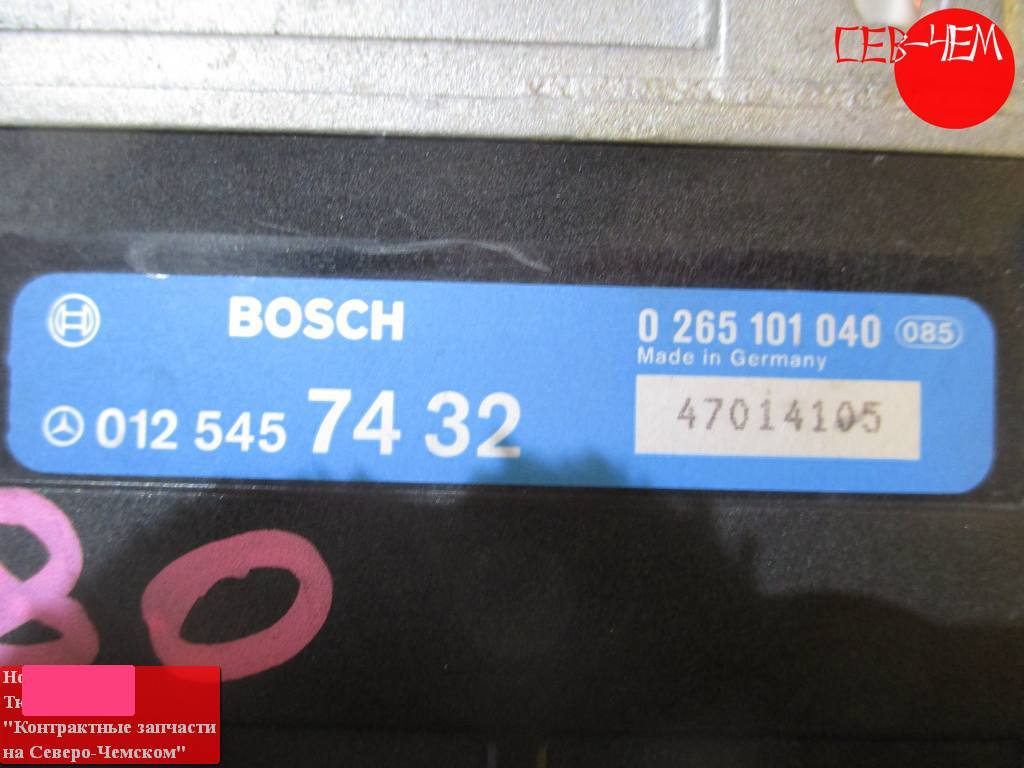 СЕВ-ЧЕМ
BOSCH
0 265 101 040 085
Made in Germany
012 545 74 32
47014105
80
"Контрактные запчасти
на Северо-Чемском"